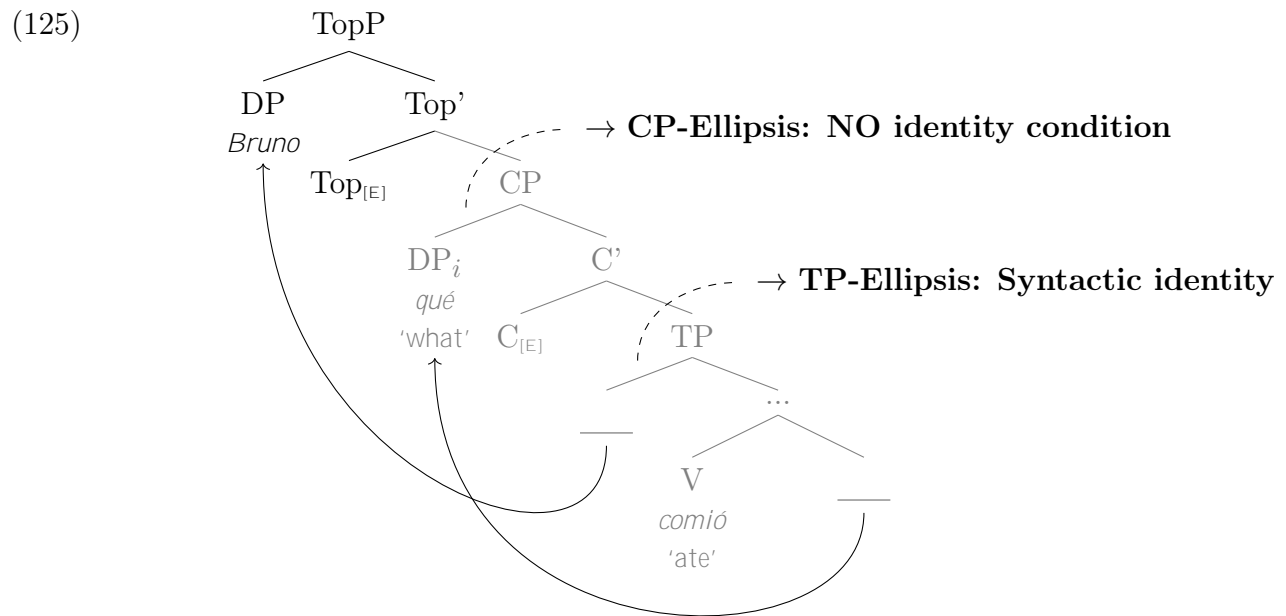 (125)
TopP
DP Top’
Bruno
→ CP-Ellipsis: NO identity condition
Top[E] CP
DPi C’
qué
‘what’
→ TP-Ellipsis: Syntactic identity
C[E] TP
...
V
comió
‘ate’